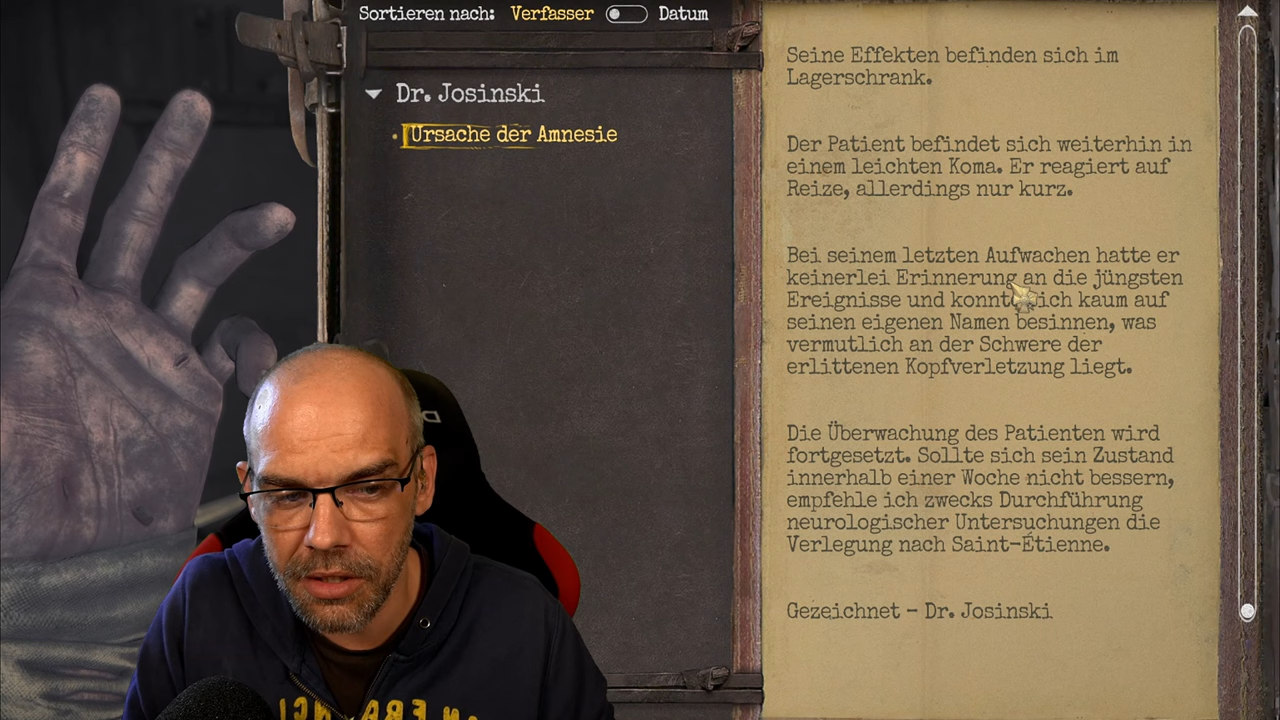 Sortieren nach: Verfasser Datum
Dr. Josinski
Ursache der Amnesie
Seine Effekten befinden sich im
Lagerschrank.
Der Patient befindet sich weiterhin in
einem leichten Koma. Er reagiert auf
Reize, allerdings nur kurz.
Bei seinem letzten Aufwachen hatte er
keinerlei Erinnerung an die jüngsten
Ereignisse und konnte sich kaum auf
seinen eigenen Namen besinnen, was
vermutlich an der Schwere der
erlittenen Kopfverletzung liegt.
Die Überwachung des Patienten wird
fortgesetzt. Sollte sich sein Zustand
innerhalb einer Woche nicht bessern,
empfehle ich zwecks Durchführung
neurologischer Untersuchungen die
Verlegung nach Saint-Étienne.
Gezeichnet - Dr. Josinski